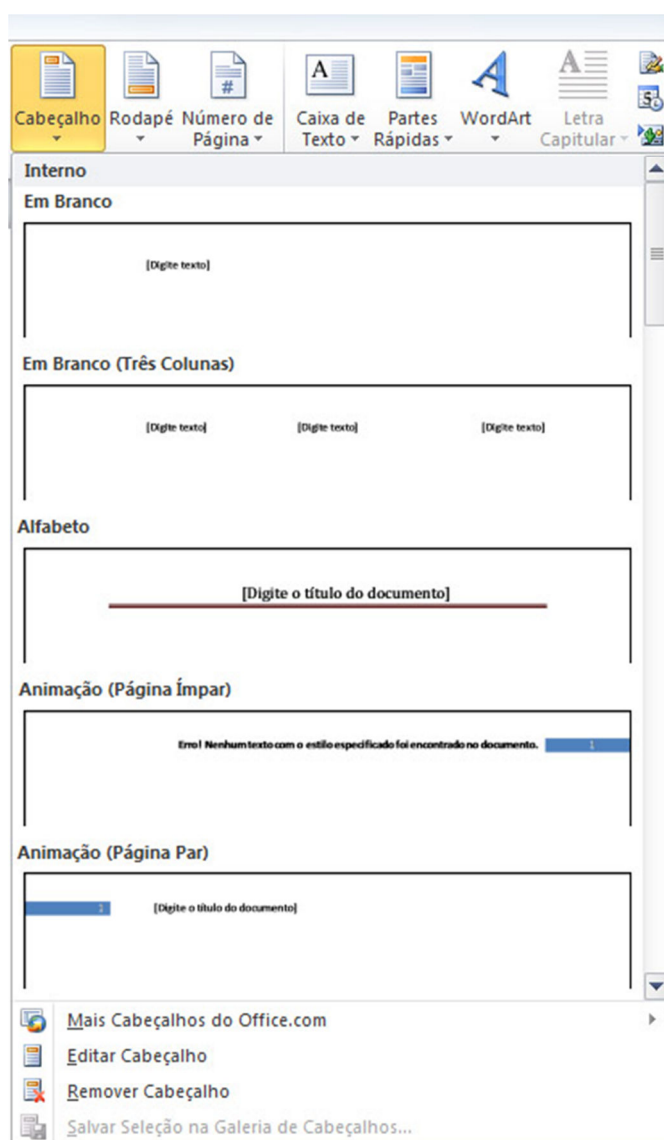 Cabeçalho Rodapé Número de Página Caixa de Texto Partes Rápidas WordArt Letra Capitular
Interno
Em Branco
[Digite texto]
Em Branco (Três Colunas)
[Digite texto] [Digite texto] [Digite texto]
Alfabeto
[Digite o título do documento]
Animação (Página Ímpar)
Erro! Nenhum texto com o estilo especificado foi encontrado no documento. 1
Animação (Página Par)
1 [Digite o título do documento]
Mais Cabeçalhos do Office.com
Editar Cabeçalho
Remover Cabeçalho
Salvar Seleção na Galeria de Cabeçalhos...